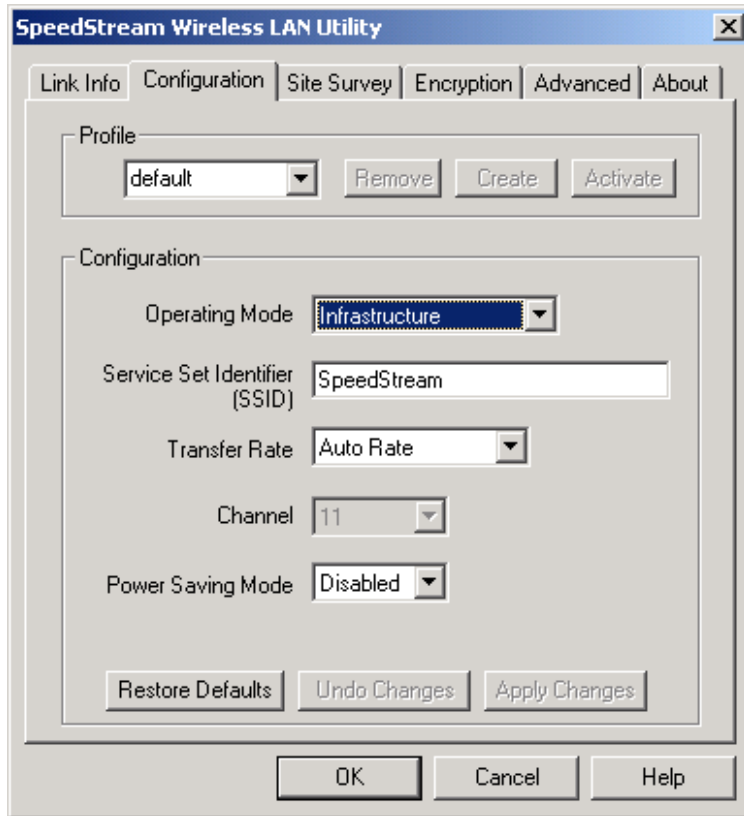 SpeedStream Wireless LAN Utility
Link Info Configuration Site Survey Encryption Advanced About
Profile
default Remove Create Activate
Configuration
Operating Mode Infrastructure
Service Set Identifier
(SSID) SpeedStream
Transfer Rate Auto Rate
Channel 11
Power Saving Mode Disabled
Restore Defaults Undo Changes Apply Changes
OK Cancel Help